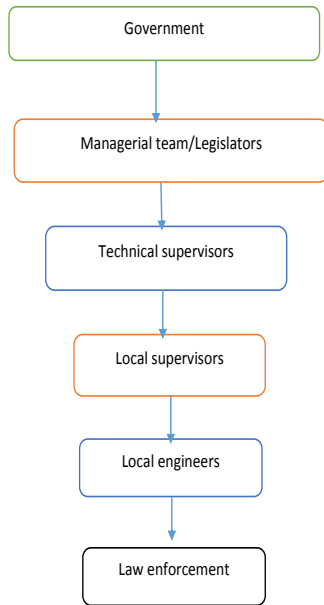 Government
Managerial team/Legislators
Technical supervisors
Local supervisors
Local engineers
Law enforcement